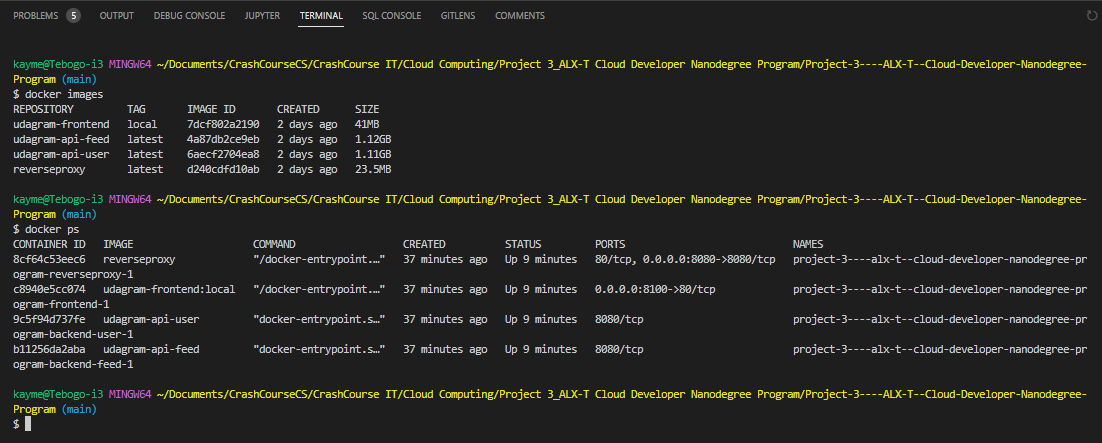 PROBLEMS 5 OUTPUT DEBUG CONSOLE JUPYTER TERMINAL SQL CONSOLE GITLENS COMMENTS
kayme@Tebogo-i3 MINGW64 ~/Documents/CrashCourseCS/CrashCourse IT/Cloud Computing/Project 3_ALX-T Cloud Developer Nanodegree Program/Project-3----ALX-T--Cloud-Developer-Nanodegree-
Program (main)
$ docker images
REPOSITORY TAG IMAGE ID CREATED SIZE
udagram-frontend local 7dcf802a2190 2 days ago 41MB
udagram-api-feed latest 4a87db2ce9eb 2 days ago 1.12GB
udagram-api-user latest 6aecf2704ea8 2 days ago 1.11GB
reverseproxy latest d240cdfd10ab 2 days ago 23.5MB
kayme@Tebogo-i3 MINGW64 ~/Documents/CrashCourseCS/CrashCourse IT/Cloud Computing/Project 3_ALX-T Cloud Developer Nanodegree Program/Project-3----ALX-T--Cloud-Developer-Nanodegree-
Program (main)
$ docker ps
CONTAINER ID IMAGE COMMAND CREATED STATUS PORTS NAMES
8cf64c53eec6 reverseproxy "/docker-entrypoint.…" 37 minutes ago Up 9 minutes 80/tcp, 0.0.0.0:8080->8080/tcp project-3----alx-t--cloud-developer-nanodegree-pr
ogram-reverseproxy-1
c8940e5cc074 udagram-frontend:local "/docker-entrypoint.…" 37 minutes ago Up 9 minutes 0.0.0.0:8100->80/tcp project-3----alx-t--cloud-developer-nanodegree-pr
ogram-frontend-1
9c5f94d737fe udagram-api-user "docker-entrypoint.s…" 37 minutes ago Up 9 minutes 8080/tcp project-3----alx-t--cloud-developer-nanodegree-pr
ogram-backend-user-1
b11256da2aba udagram-api-feed "docker-entrypoint.s…" 37 minutes ago Up 9 minutes 8080/tcp project-3----alx-t--cloud-developer-nanodegree-pr
ogram-backend-feed-1
kayme@Tebogo-i3 MINGW64 ~/Documents/CrashCourseCS/CrashCourse IT/Cloud Computing/Project 3_ALX-T Cloud Developer Nanodegree Program/Project-3----ALX-T--Cloud-Developer-Nanodegree-
Program (main)
$